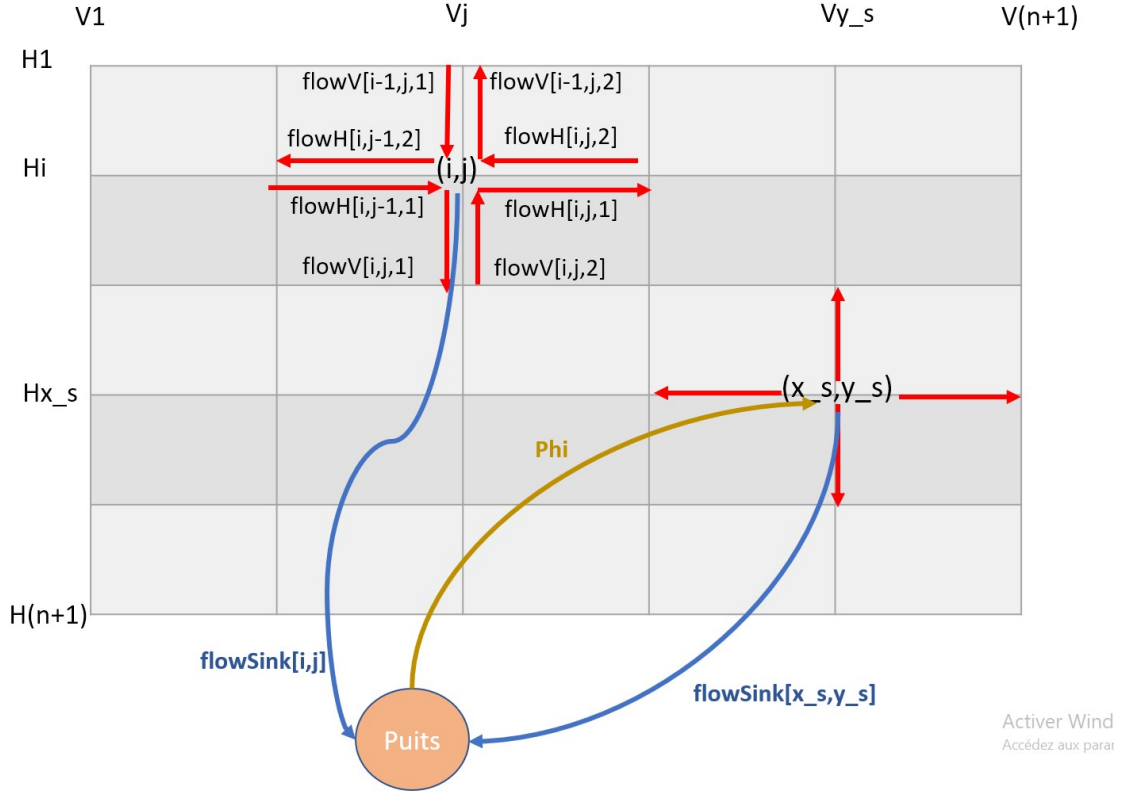 V1 Vj Vy_s V(n+1)
H1
flowV[i-1,j,1] flowV[i-1,j,2]
flowH[i,j-1,2] flowH[i,j,2]
Hi (i,j)
flowH[i,j-1,1] flowH[i,j,1]
flowV[i,j,1] flowV[i,j,2]
Hx_s (x_s,y_s)
Phi
H(n+1)
flowSink[i,j]
flowSink[x_s,y_s]
Puits
Activer Wind
Accédez aux parar